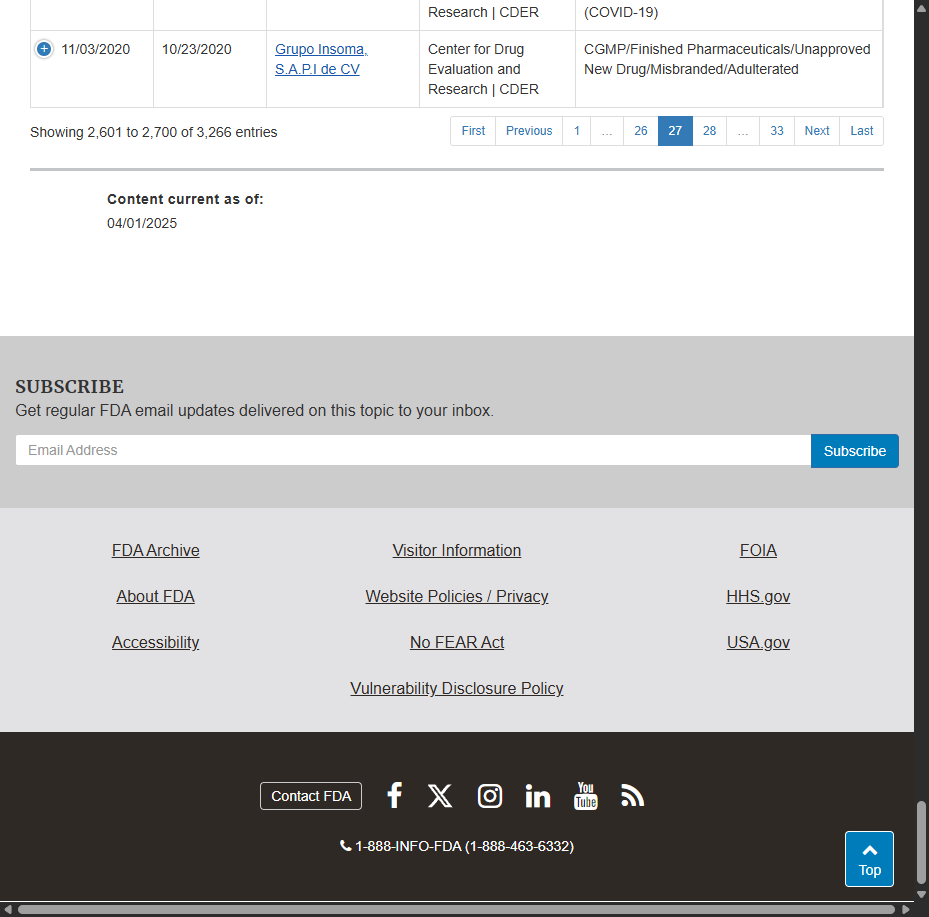 Research | CDER (COVID-19)
11/03/2020 10/23/2020 Grupo Insoma, Center for Drug CGMP/Finished Pharmaceuticals/Unapproved
S.A.P.I de CV Evaluation and New Drug/Misbranded/Adulterated
Research | CDER
Showing 2,601 to 2,700 of 3,266 entries First Previous 1 ... 26 27 28 ... 33 Next Last
Content current as of:
04/01/2025
SUBSCRIBE
Get regular FDA email updates delivered on this topic to your inbox.
Email Address Subscribe
FDA Archive Visitor Information FOIA
About FDA Website Policies / Privacy HHS.gov
Accessibility No FEAR Act USA.gov
Vulnerability Disclosure Policy
Contact FDA You Tube
1-888-INFO-FDA (1-888-463-6332)
Top